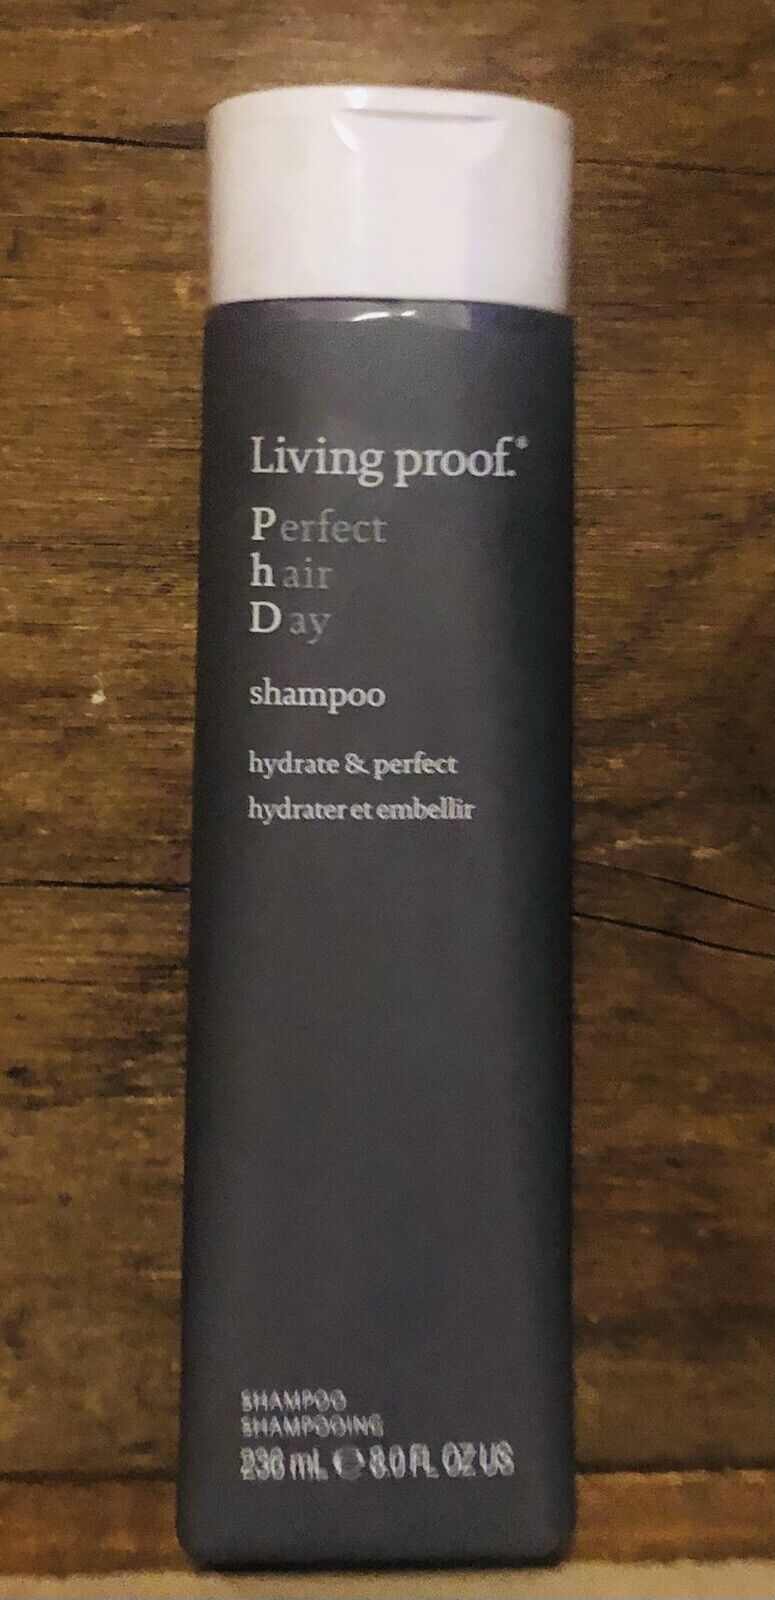 Living proof.®
Perfect
hair
Day
shampoo
hydrate & perfect
hydrater et embellir
SHAMPOO
SHAMPOOING
236 mL ℮ 8.0 FL OZ US